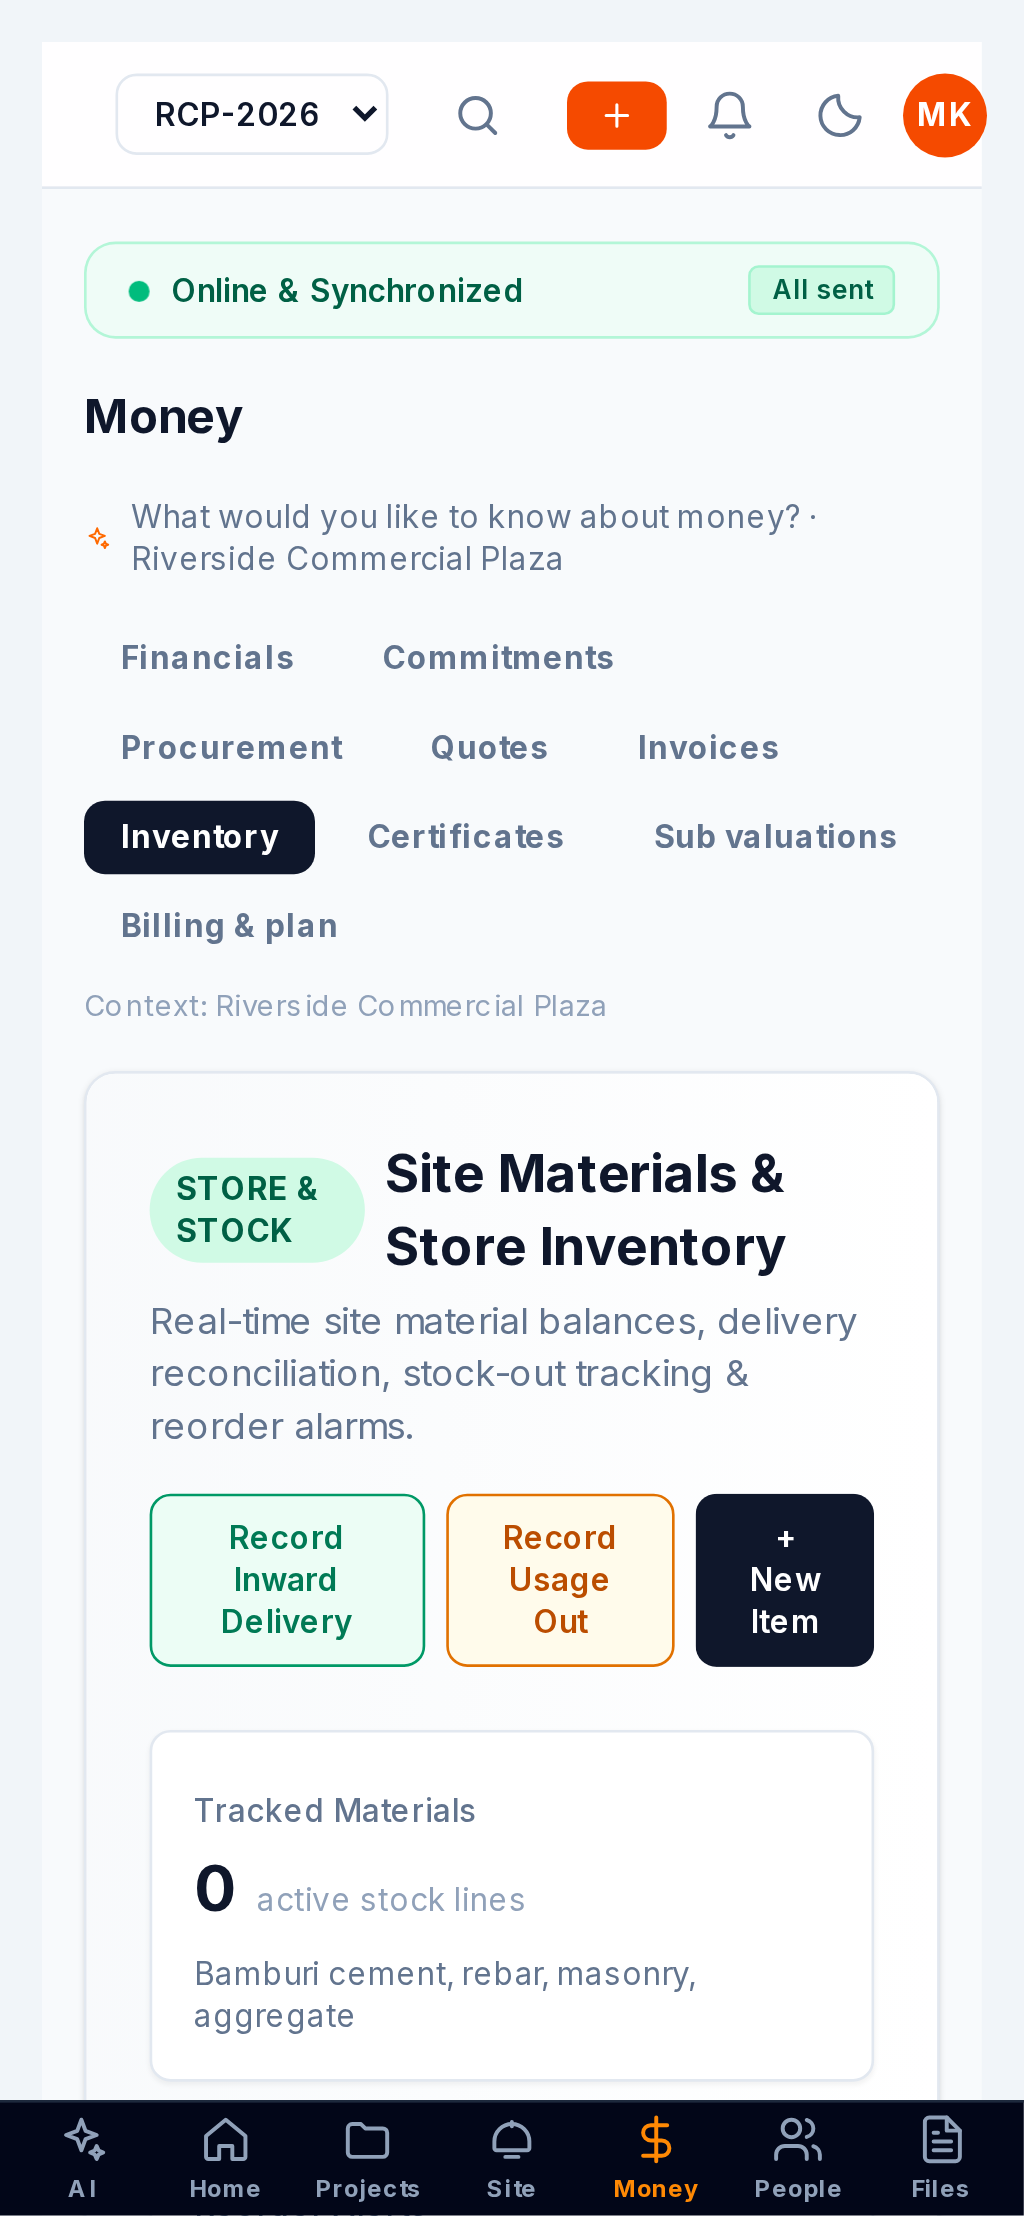 RCP-2026
+
MK
Online & Synchronized
All sent
Money
What would you like to know about money? ·
Riverside Commercial Plaza
Financials
Commitments
Procurement
Quotes
Invoices
Inventory
Certificates
Sub valuations
Billing & plan
Context: Riverside Commercial Plaza
STORE &
STOCK
Site Materials &
Store Inventory
Real-time site material balances, delivery
reconciliation, stock-out tracking &
reorder alarms.
Record
Inward
Delivery
Record
Usage
Out
+
New
Item
Tracked Materials
0 active stock lines
Bamburi cement, rebar, masonry,
aggregate
AI
Home
Projects
Site
Money
People
Files